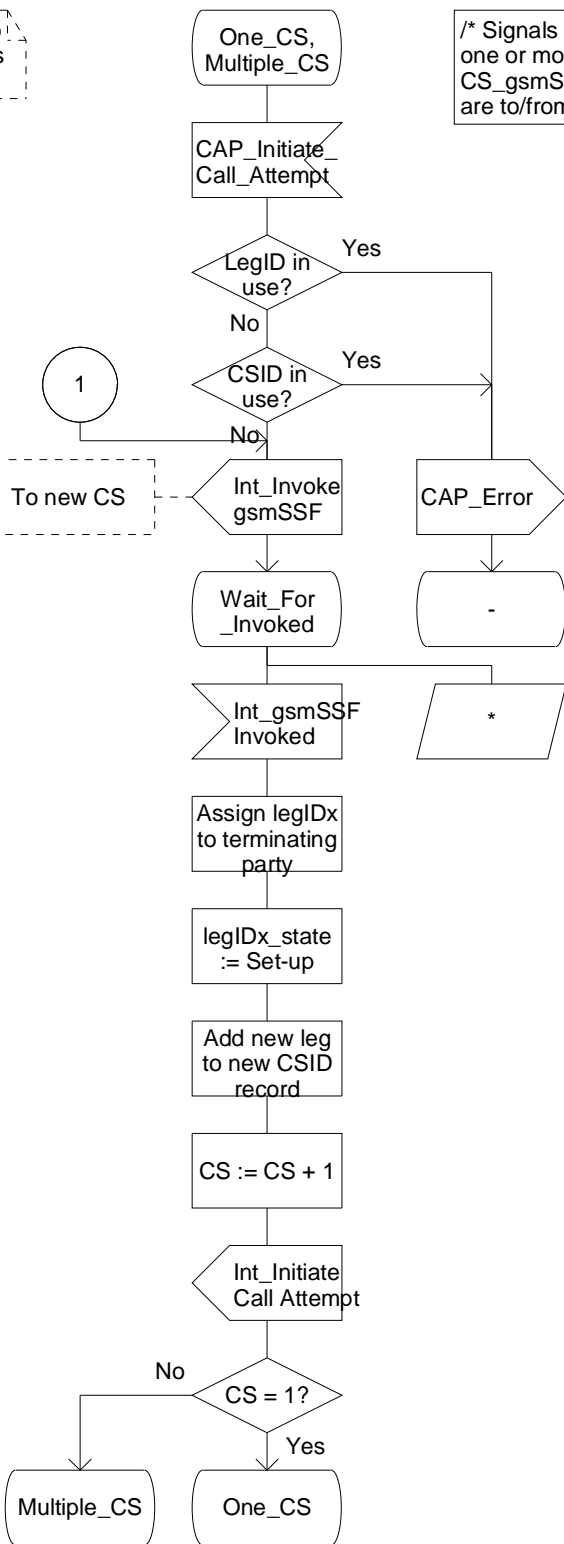 s
One_CS,
Multiple_CS
/* Signals
one or mo
CS_gsmS
are to/from
CAP_Initiate_
Call_Attempt
LegID in
use?
Yes
No
1
CSID in
use?
Yes
No
To new CS
Int_Invoke
gsmSSF
CAP_Error
Wait_For
_Invoked
-
Int_gsmSSF
Invoked
*
Assign legIDx
to terminating
party
legIDx_state
:= Set-up
Add new leg
to new CSID
record
CS := CS + 1
Int_Initiate
Call Attempt
No
CS = 1?
Yes
Multiple_CS
One_CS